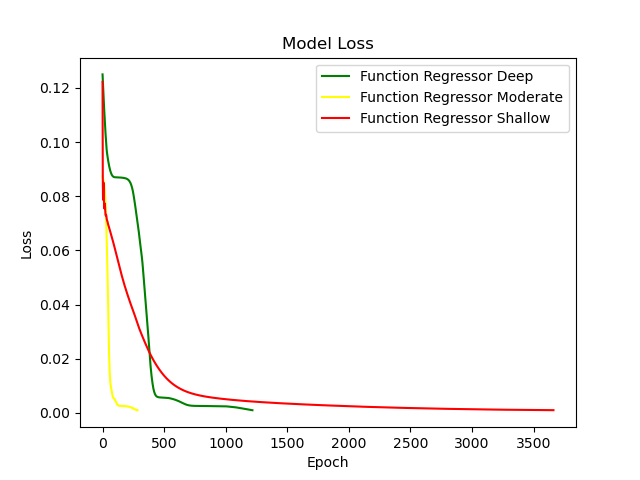 Model Loss
Function Regressor Deep
Function Regressor Moderate
Function Regressor Shallow
Loss
0.12
0.10
0.08
0.06
0.04
0.02
0.00
0 500 1000 1500 2000 2500 3000 3500
Epoch